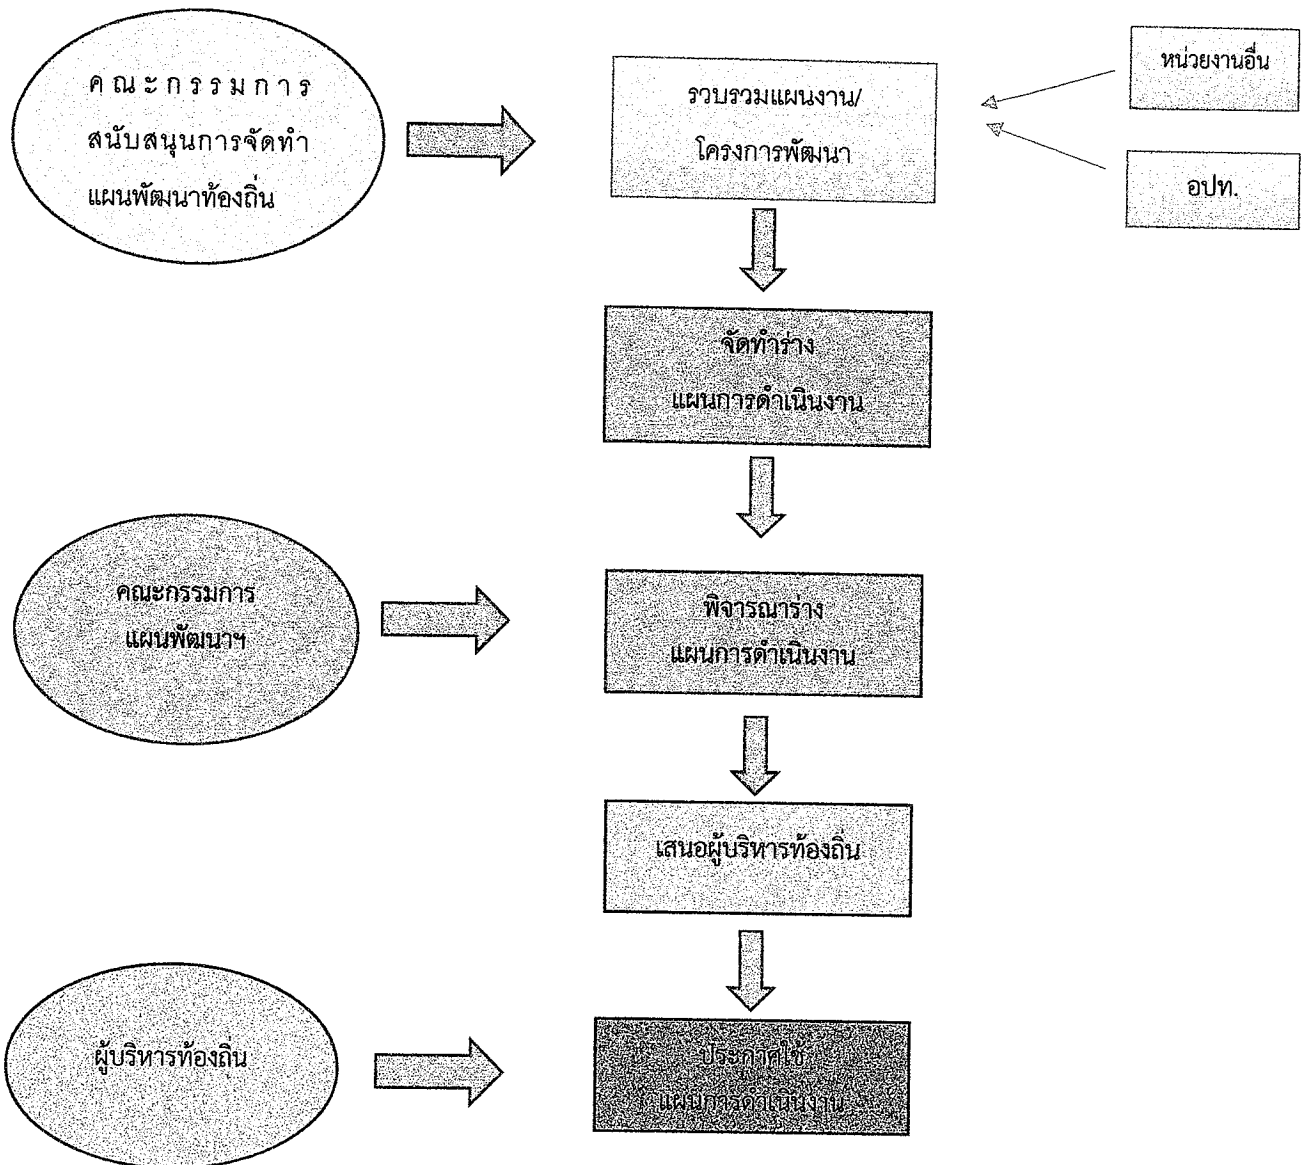 คณะกรรมการ
สนับสนุนการจัดทำ
แผนพัฒนาท้องถิ่น
รวบรวมแผนงาน/
โครงการพัฒนา
หน่วยงานอื่น
อปท.
จัดทำร่าง
แผนการดำเนินงาน
คณะกรรมการ
แผนพัฒนาฯ
พิจารณาร่าง
แผนการดำเนินงาน
เสนอผู้บริหารท้องถิ่น
ผู้บริหารท้องถิ่น
ประกาศใช้
แผนการดำเนินงาน